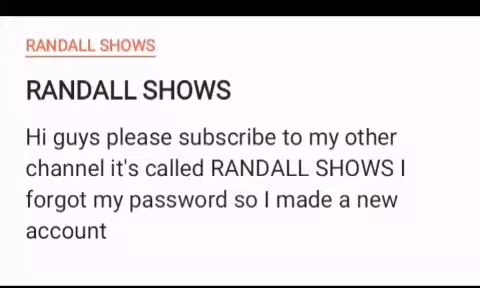 RANDALL SHOWS
RANDALL SHOWS
Hi guys please subscribe to my other
channel it's called RANDALL SHOWS I
forgot my password so I made a new
account